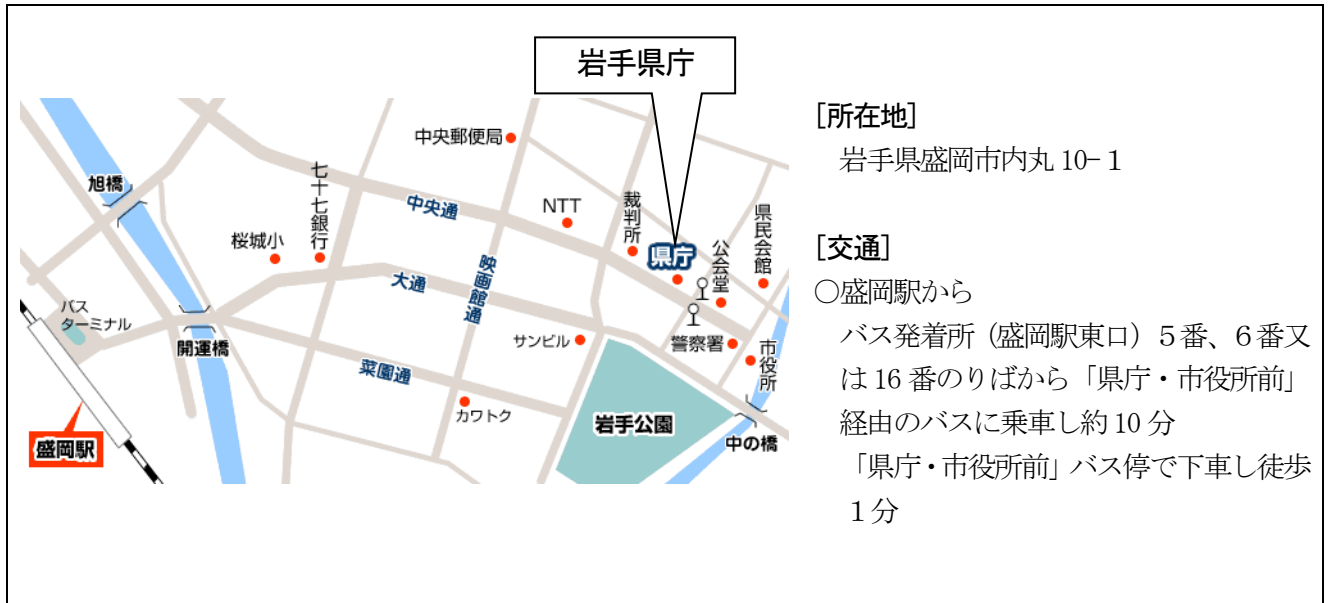 岩手県庁
中央郵便局
七十七銀行
旭橋
中央通
NTT
裁判所
県民会館
桜城小
県庁
公会堂
映画館通
大通
バス
ターミナル
開運橋
サンビル
警察署
市役所
菜園通
カワトク
岩手公園
中の橋
盛岡駅
[所在地]
岩手県盛岡市内丸 10-1
[交通]
○盛岡駅から
バス発着所（盛岡駅東口）５番、６番又
は 16 番のりばから「県庁・市役所前」
経由のバスに乗車し約 10 分
「県庁・市役所前」バス停で下車し徒歩
１分